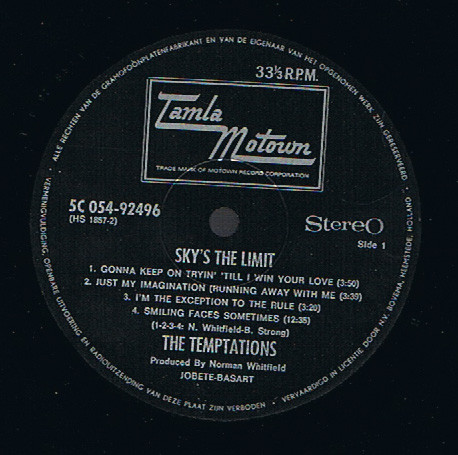 ALLE RECHTEN VAN DE GRAMOFOONPLATENFABRIKANT EN VAN DE EIGENAAR VAN HET OPGENOMEN WERK ZIJN GERESERVEERD
33⅓ R.P.M.
Tamla
Motown
TRADE MARK OF MOTOWN RECORD CORPORATION
5C 054-92496
(HS 1857-2)
Stereo
Side 1
SKY'S THE LIMIT
1. GONNA KEEP ON TRYIN' 'TILL I WIN YOUR LOVE (3:50)
2. JUST MY IMAGINATION (RUNNING AWAY WITH ME (3:39)
3. I'M THE EXCEPTION TO THE RULE (3:20)
4. SMILING FACES SOMETIMES (12:35)
(1-2-3-4: N. Whitfield-B. Strong)
THE TEMPTATIONS
Produced By Norman Whitfield
JOBETE-BASART
VERMENIGVULDIGING, OPENBARE UITVOERING EN RADIOUITZENDING VAN DEZE PLAAT ZIJN VERBODEN • VERVAARDIGD IN LICENTIE DOOR N.V. BOVEMA, HEEMSTEDE, HOLLAND